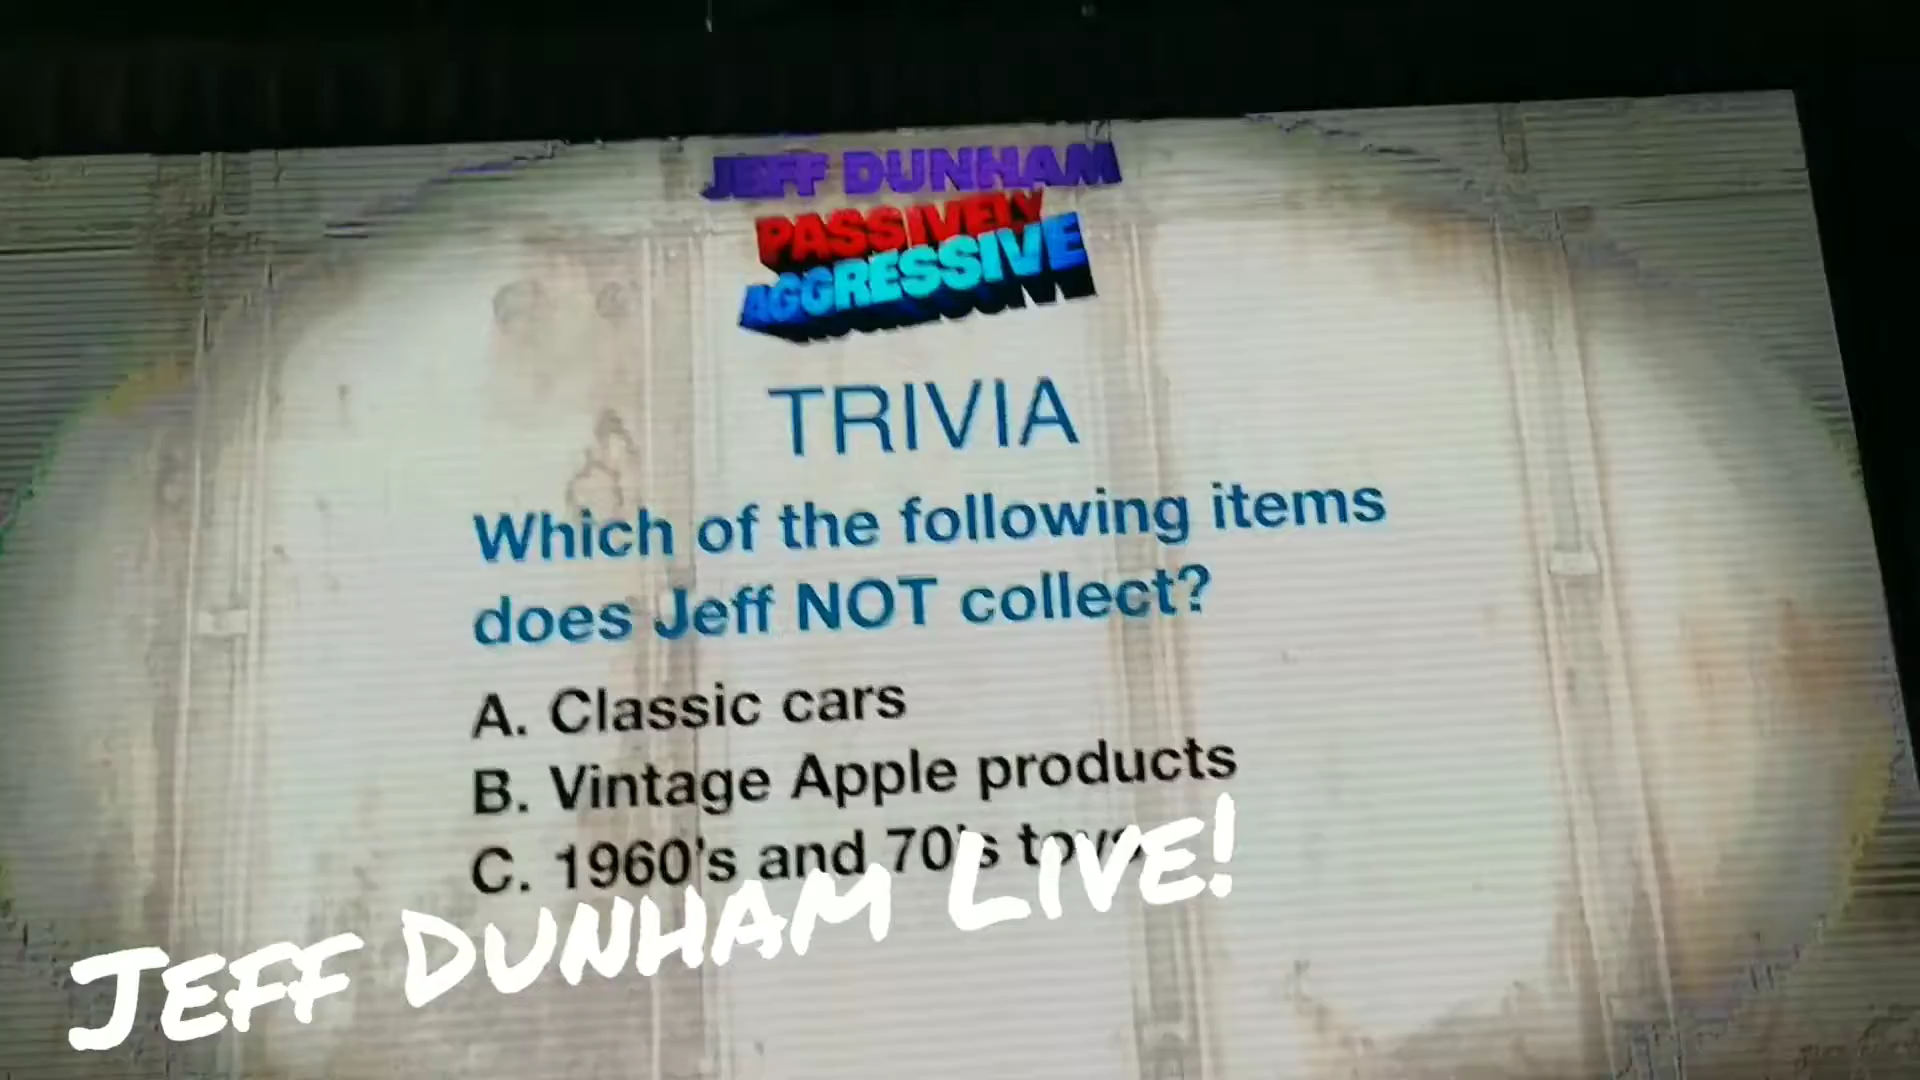 JEFF DUNHAM
PASSIVELY
AGGRESSIVE
TRIVIA
Which of the following items
does Jeff NOT collect?
A. Classic cars
B. Vintage Apple products
C. 1960's and 70's toys
JEFF DUNHAM LIVE!